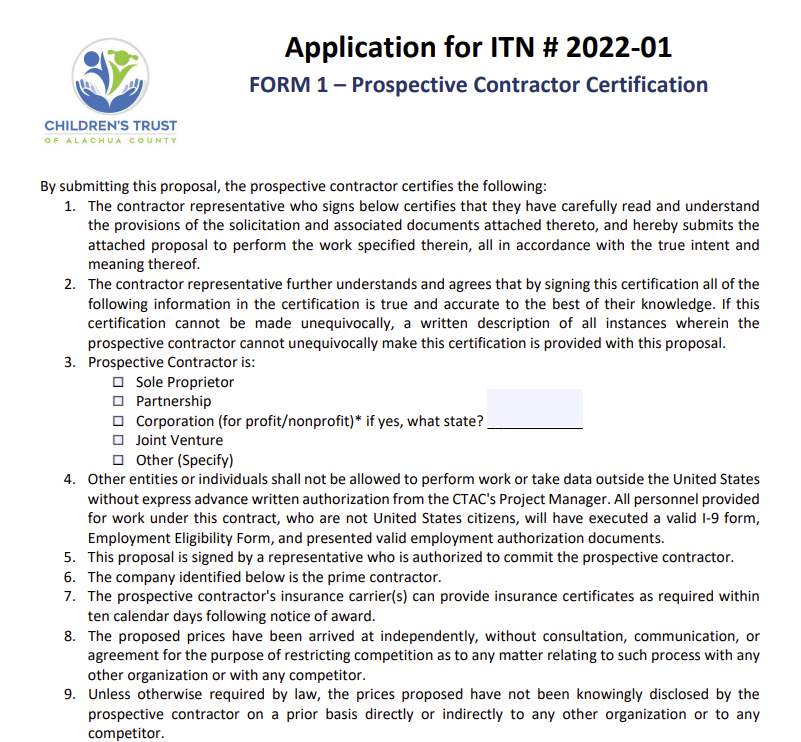 Application for ITN # 2022-01
FORM 1 – Prospective Contractor Certification
CHILDREN'S TRUST
OF ALACHUA COUNTY
By submitting this proposal, the prospective contractor certifies the following:
1. The contractor representative who signs below certifies that they have carefully read and understand
the provisions of the solicitation and associated documents attached thereto, and hereby submits the
attached proposal to perform the work specified therein, all in accordance with the true intent and
meaning thereof.
2. The contractor representative further understands and agrees that by signing this certification all of the
following information in the certification is true and accurate to the best of their knowledge. If this
certification cannot be made unequivocally, a written description of all instances wherein the
prospective contractor cannot unequivocally make this certification is provided with this proposal.
3. Prospective Contractor is:
☐ Sole Proprietor
☐ Partnership
☐ Corporation (for profit/nonprofit)* if yes, what state? ____________
☐ Joint Venture
☐ Other (Specify)
4. Other entities or individuals shall not be allowed to perform work or take data outside the United States
without express advance written authorization from the CTAC's Project Manager. All personnel provided
for work under this contract, who are not United States citizens, will have executed a valid I-9 form,
Employment Eligibility Form, and presented valid employment authorization documents.
5. This proposal is signed by a representative who is authorized to commit the prospective contractor.
6. The company identified below is the prime contractor.
7. The prospective contractor's insurance carrier(s) can provide insurance certificates as required within
ten calendar days following notice of award.
8. The proposed prices have been arrived at independently, without consultation, communication, or
agreement for the purpose of restricting competition as to any matter relating to such process with any
other organization or with any competitor.
9. Unless otherwise required by law, the prices proposed have not been knowingly disclosed by the
prospective contractor on a prior basis directly or indirectly to any other organization or to any
competitor.